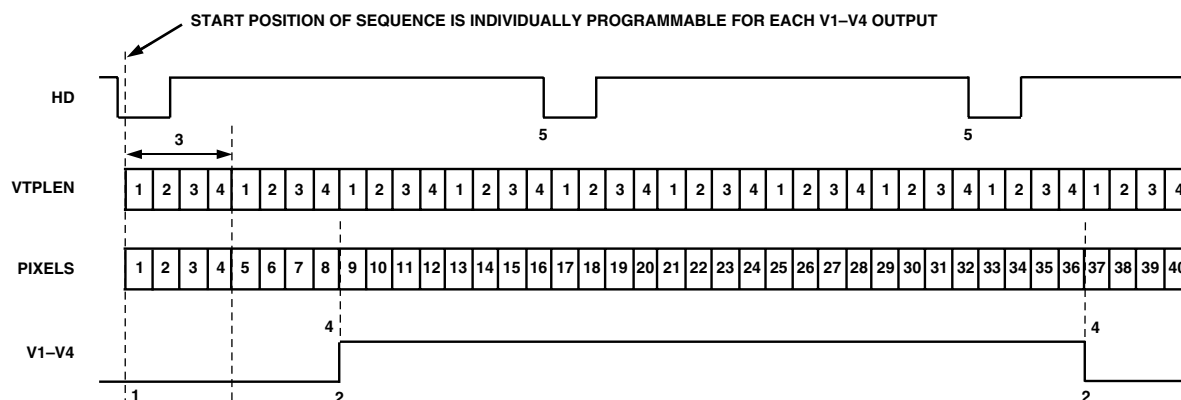 START POSITION OF SEQUENCE IS INDIVIDUALLY PROGRAMMABLE FOR EACH V1–V4 OUTPUT
HD
5 5
3
VTPLEN 1 2 3 4 1 2 3 4 1 2 3 4 1 2 3 4 1 2 3 4 1 2 3 4 1 2 3 4 1 2 3 4 1 2 3 4 1 2 3 4
PIXELS 1 2 3 4 5 6 7 8 9 10 11 12 13 14 15 16 17 18 19 20 21 22 23 24 25 26 27 28 29 30 31 32 33 34 35 36 37 38 39 40
4 4
V1–V4
1 2 2